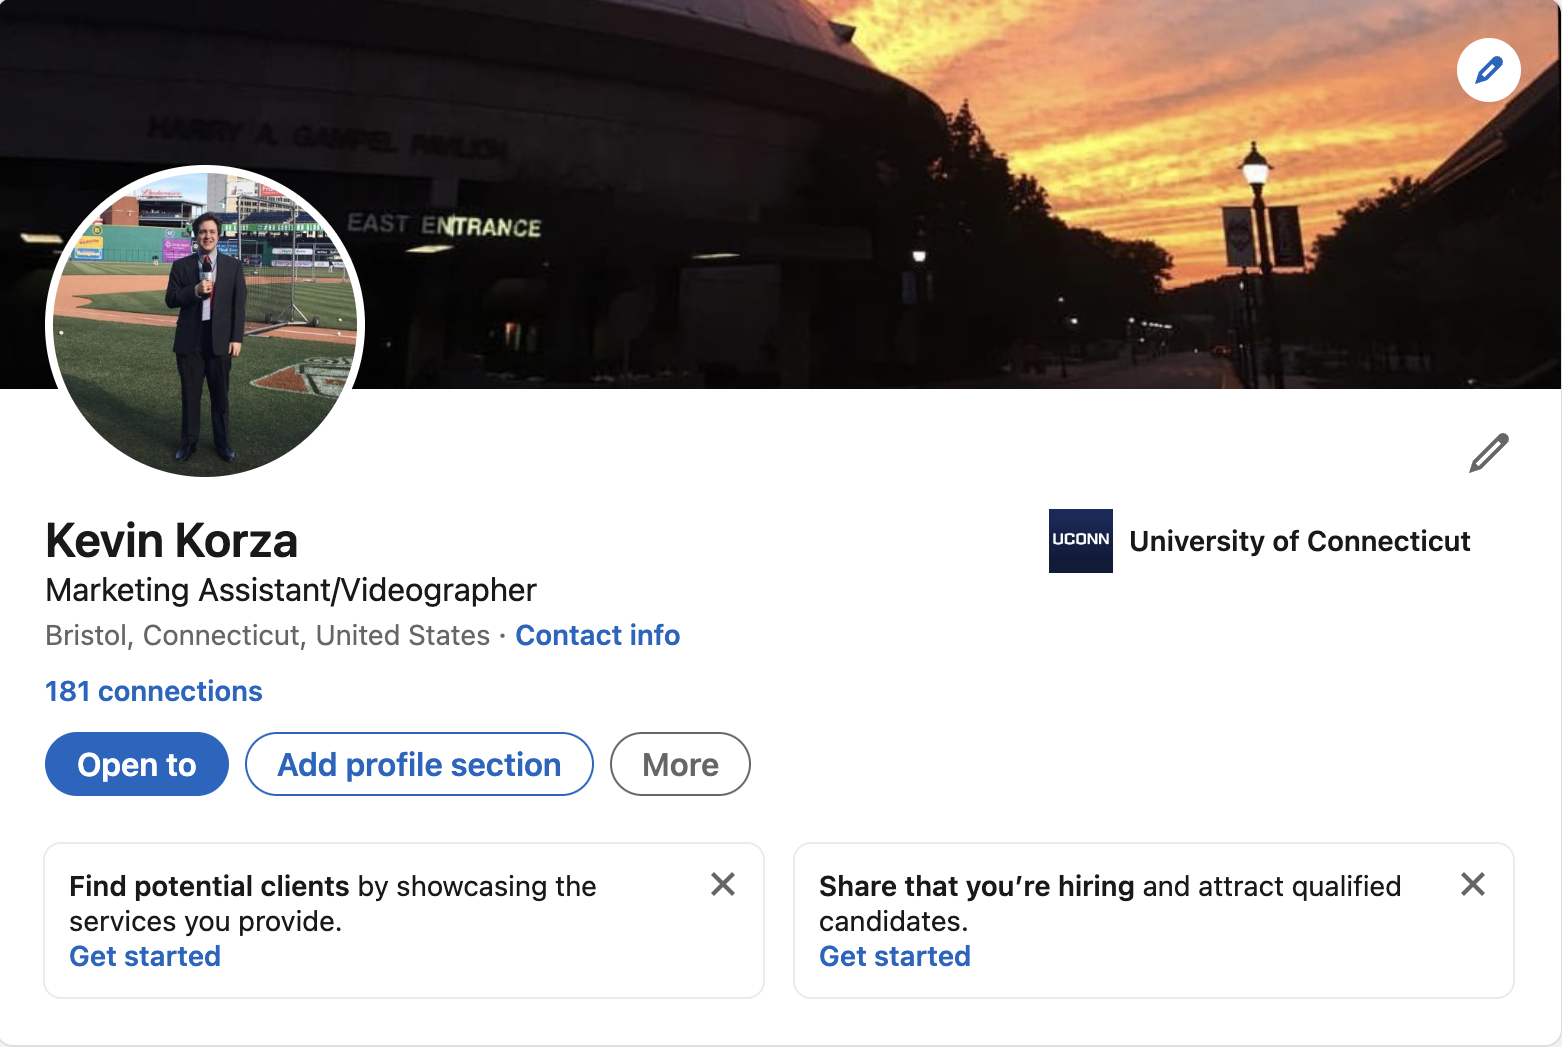 HARRY A. GAMPEL PAVILION
EAST ENTRANCE
Kevin Korza
UCONN
University of Connecticut
Marketing Assistant/Videographer
Bristol, Connecticut, United States · Contact info
181 connections
Open to
Add profile section
More
Find potential clients by showcasing the
services you provide.
Get started
Share that you’re hiring and attract qualified
candidates.
Get started